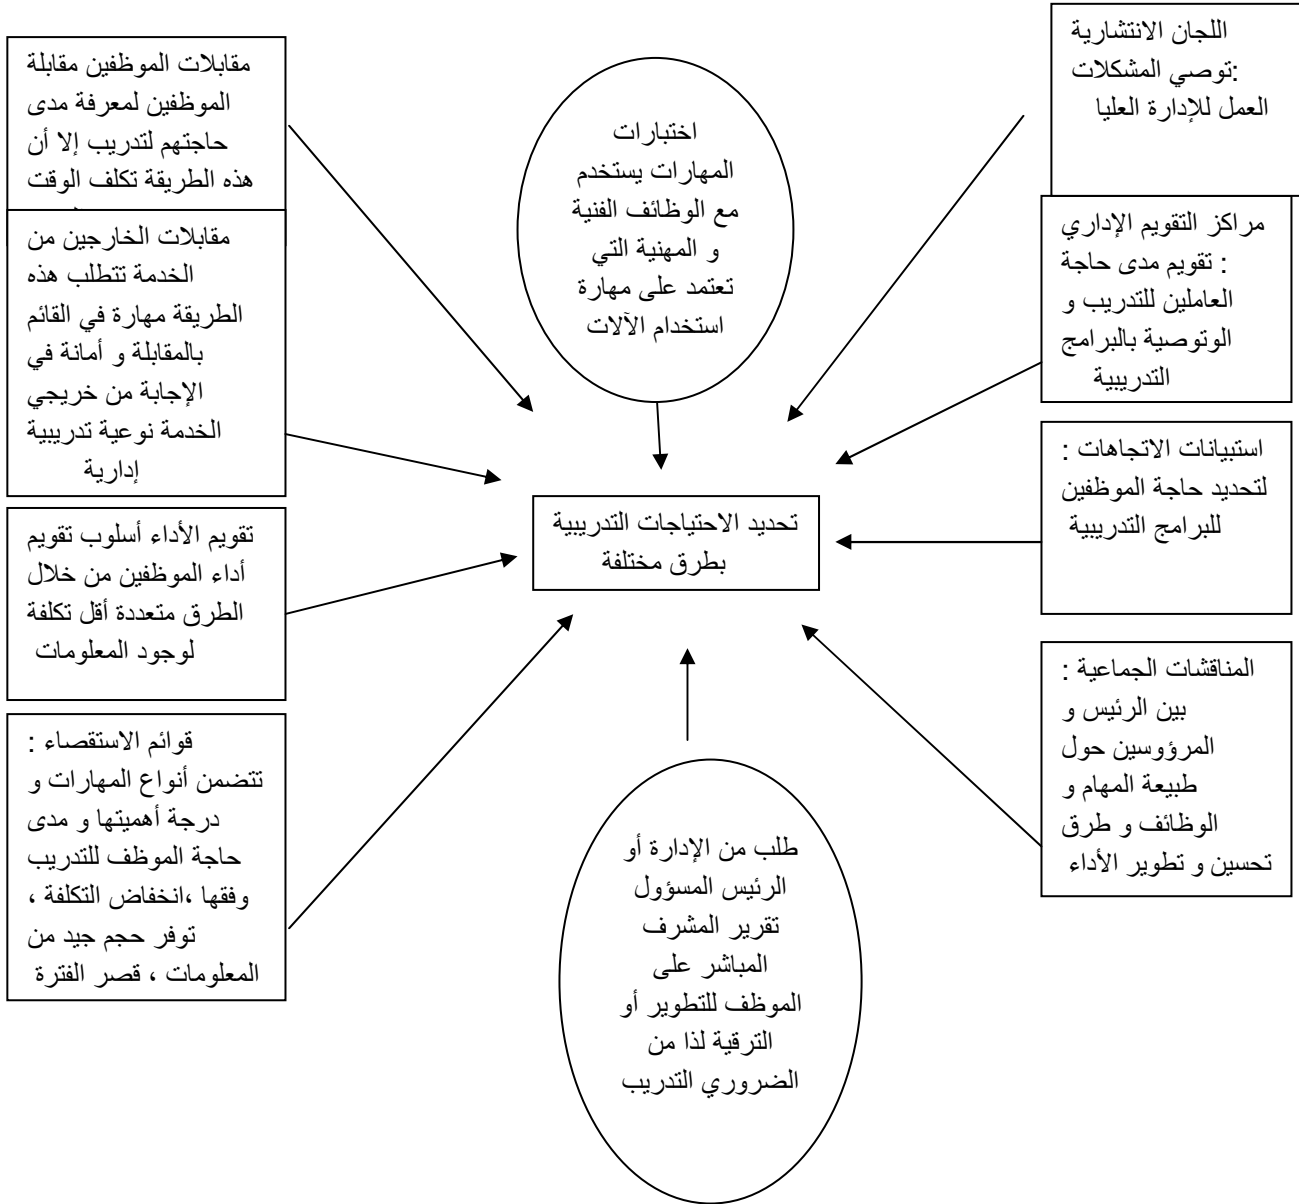 اللجان الانتشارية
:توصي المشكلات
العمل للإدارة العليا
مراكز التقويم الإداري
: تقويم مدى حاجة
العاملين للتدريب و
الوتوصية بالبرامج
التدريبية
استبيانات الاتجاهات :
لتحديد حاجة الموظفين
للبرامج التدريبية
المناقشات الجماعية :
بين الرئيس و
المرؤوسين حول
طبيعة المهام و
الوظائف و طرق
تحسين و تطوير الأداء
اختبارات
المهارات يستخدم
مع الوظائف الفنية
و المهنية التي
تعتمد على مهارة
استخدام الآلات
تحديد الاحتياجات التدريبية
بطرق مختلفة
طلب من الإدارة أو
الرئيس المسؤول
تقرير المشرف
المباشر على
الموظف للتطوير أو
الترقية لذا من
الضروري التدريب
مقابلات الموظفين مقابلة
الموظفين لمعرفة مدى
حاجتهم لتدريب إلا أن
هذه الطريقة تكلف الوقت
مقابلات الخارجين من
الخدمة تتطلب هذه
الطريقة مهارة في القائم
بالمقابلة و أمانة في
الإجابة من خريجي
الخدمة نوعية تدريبية
إدارية
تقويم الأداء أسلوب تقويم
أداء الموظفين من خلال
الطرق متعددة أقل تكلفة
لوجود المعلومات
قوائم الاستقصاء :
تتضمن أنواع المهارات و
درجة أهميتها و مدى
حاجة الموظف للتدريب
وفقها ،انخفاض التكلفة ،
توفر حجم جيد من
المعلومات ، قصر الفترة